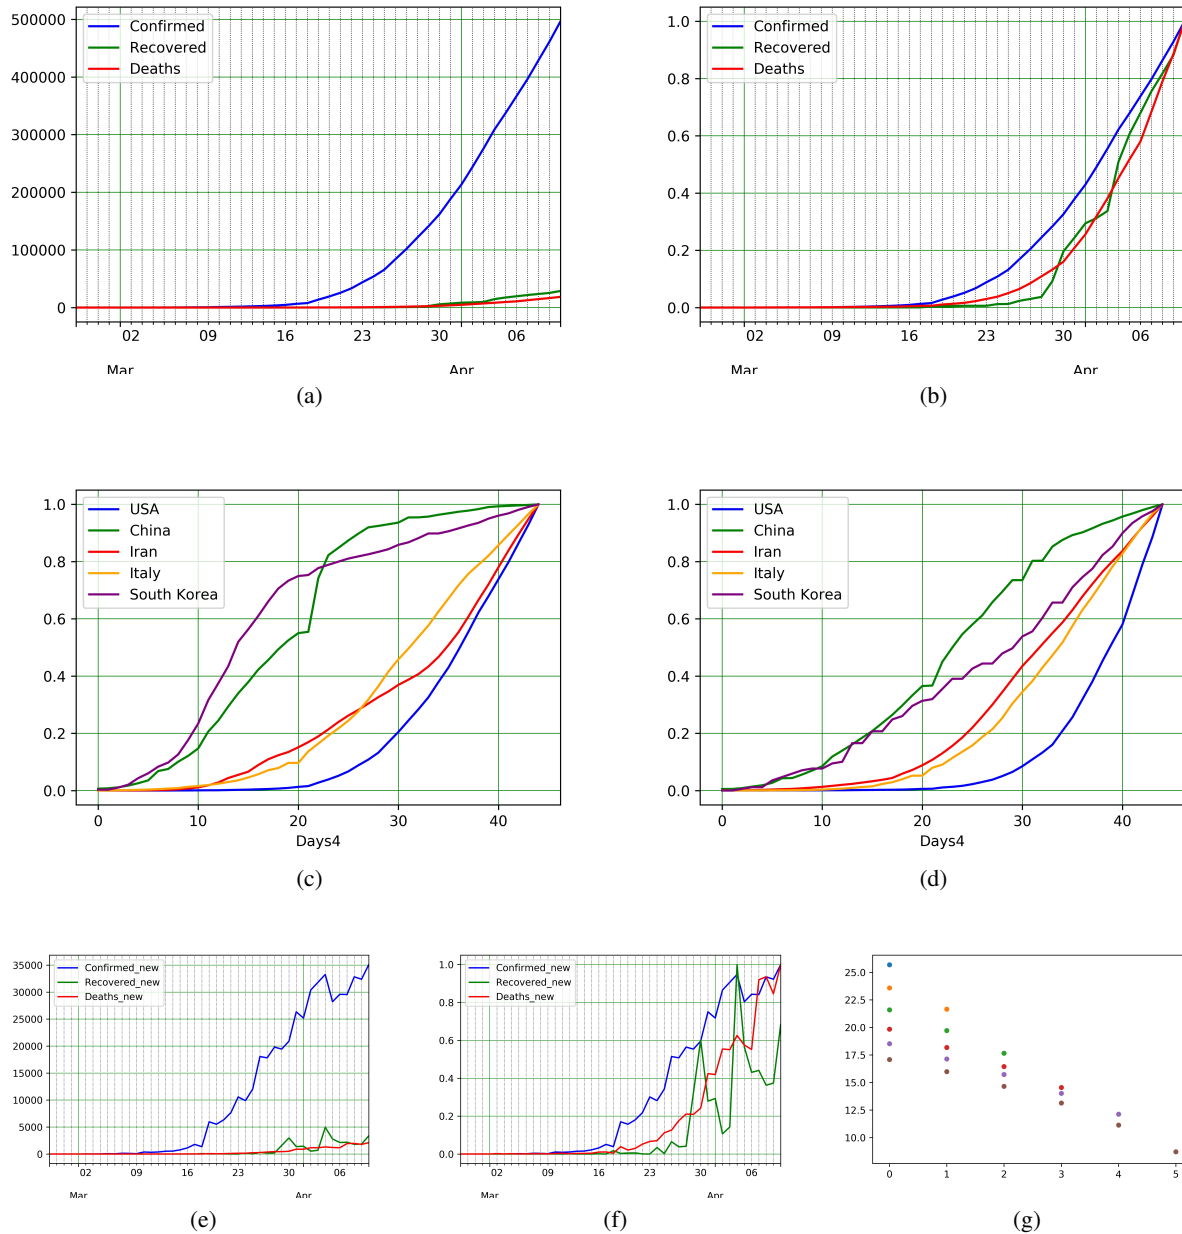 500000
400000
300000
200000
100000
0
Confirmed
Recovered
Deaths
02 09 16 23 30 06
Mar Apr
(a)
1.0
0.8
0.6
0.4
0.2
0.0
Confirmed
Recovered
Deaths
02 09 16 23 30 06
Mar Apr
(b)
1.0
0.8
0.6
0.4
0.2
0.0
USA
China
Iran
Italy
South Korea
0 10 20 30 40
Days4
(c)
1.0
0.8
0.6
0.4
0.2
0.0
USA
China
Iran
Italy
South Korea
0 10 20 30 40
Days4
(d)
35000
30000
25000
20000
15000
10000
5000
0
Confirmed_new
Recovered_new
Deaths_new
02 09 16 23 30 06
Mar Apr
(e)
1.0
0.8
0.6
0.4
0.2
0.0
Confirmed_new
Recovered_new
Deaths_new
02 09 16 23 30 06
Mar Apr
(f)
25.0
22.5
20.0
17.5
15.0
12.5
10.0
0 1 2 3 4 5
(g)